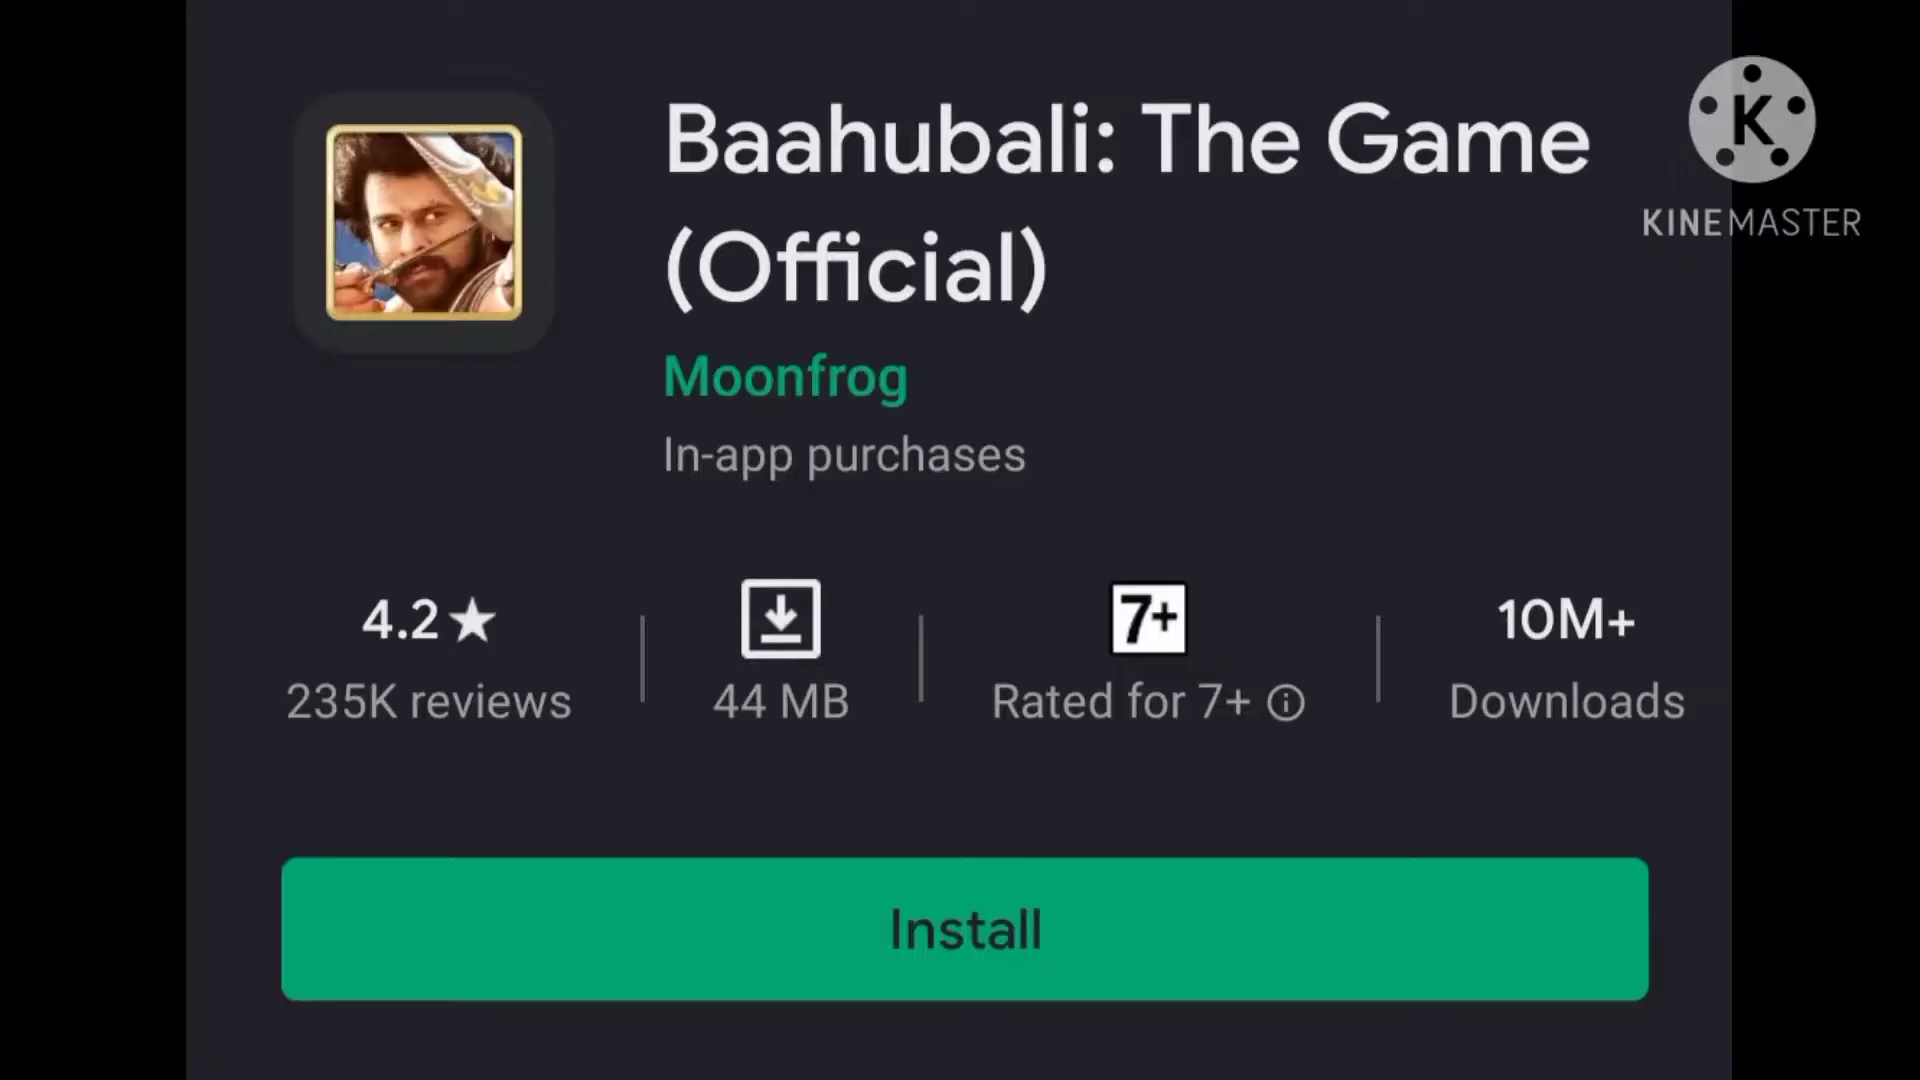 Baahubali: The Game
(Official)
Moonfrog
In-app purchases
K
KINEMASTER
4.2★
235K reviews
44 MB
7+
Rated for 7+
10M+
Downloads
Install